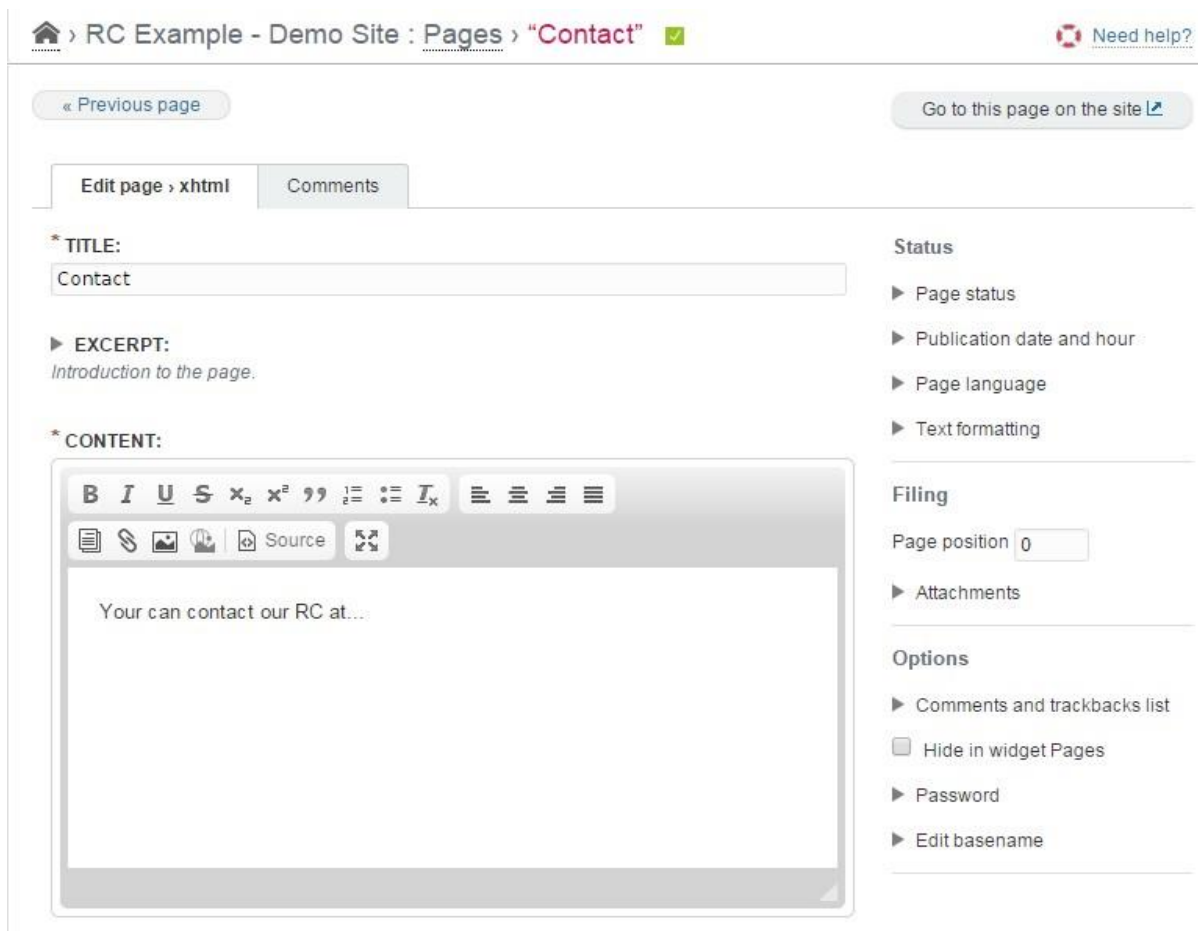 › RC Example - Demo Site : Pages › “Contact”
Need help?
« Previous page
Go to this page on the site
Edit page › xhtml
Comments
* TITLE:
Contact
EXCERPT:
Introduction to the page.
* CONTENT:
B I U S x₂ x² ,, Iₓ
Source
Your can contact our RC at...
Status
Page status
Publication date and hour
Page language
Text formatting
Filing
Page position 0
Attachments
Options
Comments and trackbacks list
Hide in widget Pages
Password
Edit basename